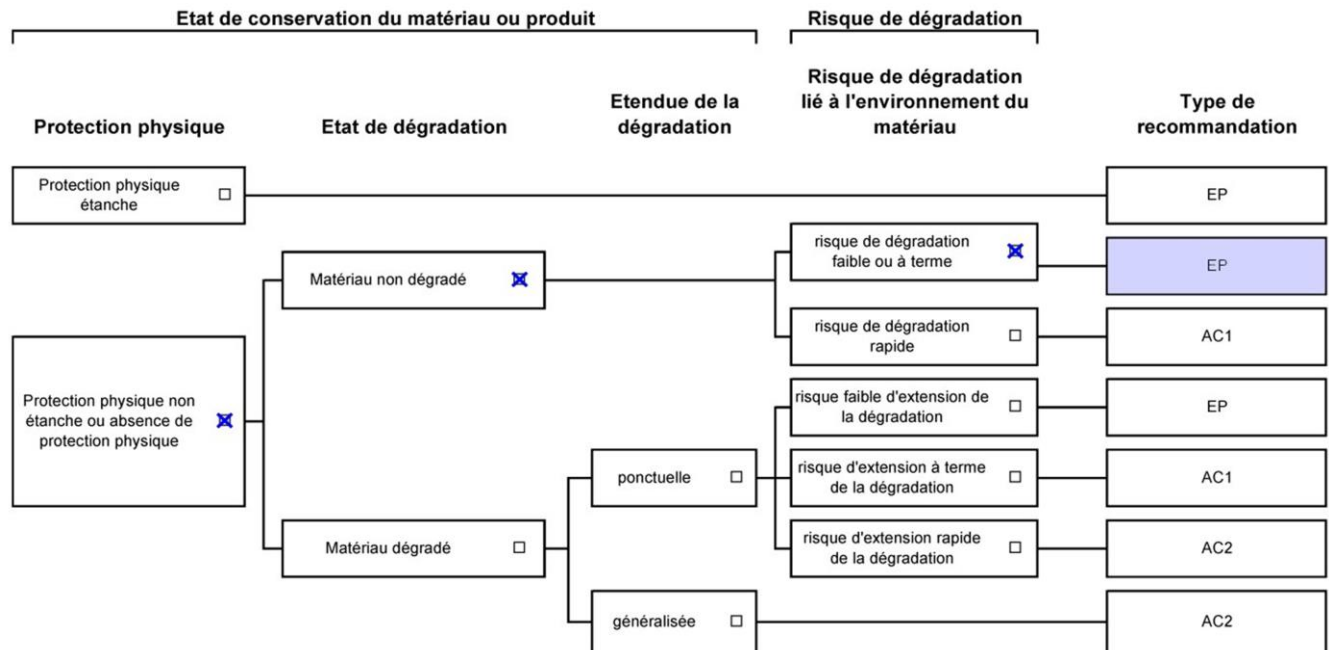 Etat de conservation du matériau ou produit
Risque de dégradation
Protection physique
Etat de dégradation
Etendue de la
dégradation
Risque de dégradation
lié à l'environnement du
matériau
Type de
recommandation
Protection physique
étanche
EP
Protection physique non
étanche ou absence de
protection physique
Matériau non dégradé
risque de dégradation
faible ou à terme
EP
risque de dégradation
rapide
AC1
Matériau dégradé
ponctuelle
risque faible d'extension de
la dégradation
EP
risque d'extension à terme
de la dégradation
AC1
risque d'extension rapide
de la dégradation
AC2
généralisée
AC2